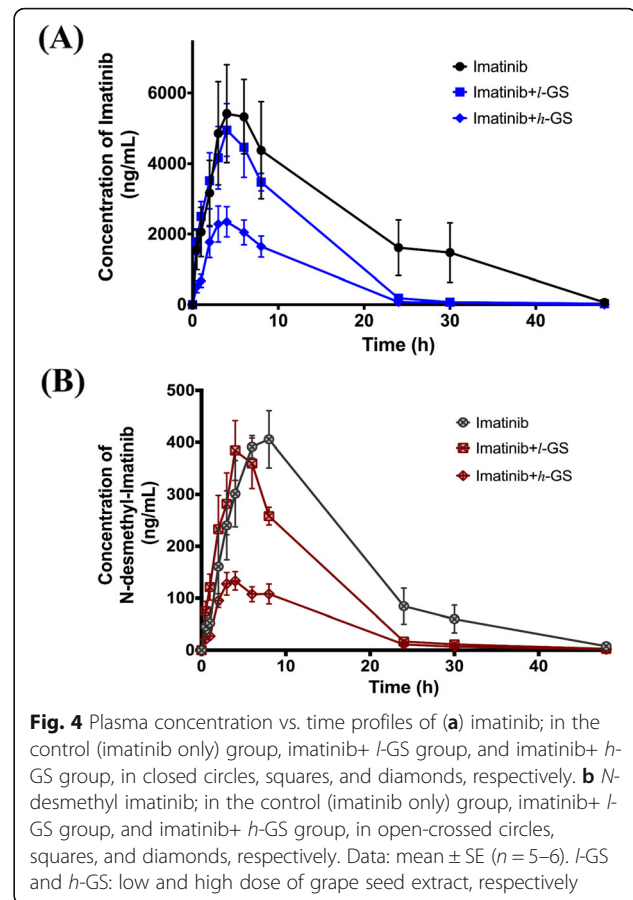 (A)
Concentration of Imatinib
(ng/mL)
6000
4000
2000
0
Imatinib
Imatinib+l-GS
Imatinib+h-GS
0
10
20
30
40
Time (h)
(B)
Concentration of
N-desmethyl-Imatinib
(ng/mL)
500
400
300
200
100
0
Imatinib
Imatinib+l-GS
Imatinib+h-GS
0
10
20
30
40
Time (h)
Fig. 4 Plasma concentration vs. time profiles of (a) imatinib; in the
control (imatinib only) group, imatinib+ l-GS group, and imatinib+ h-
GS group, in closed circles, squares, and diamonds, respectively. b N-
desmethyl imatinib; in the control (imatinib only) group, imatinib+ l-
GS group, and imatinib+ h-GS group, in open-crossed circles,
squares, and diamonds, respectively. Data: mean ± SE (n = 5–6). l-GS
and h-GS: low and high dose of grape seed extract, respectively